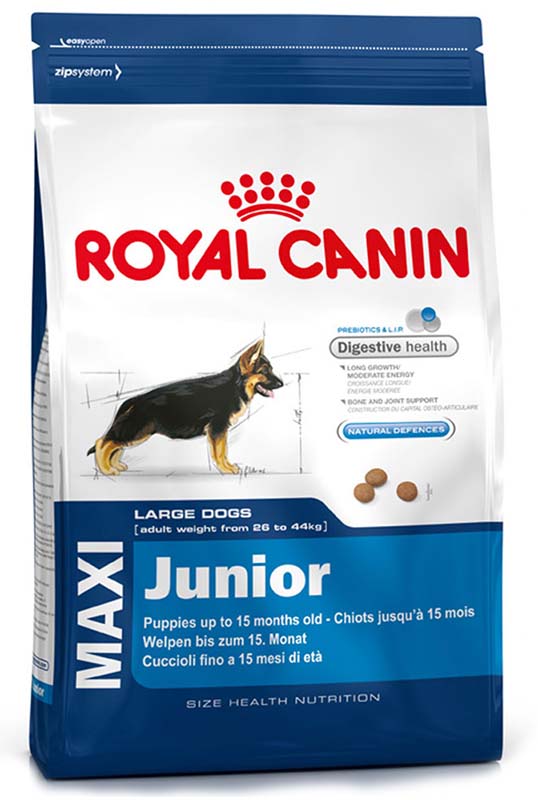 easyopen
zipsystem
ROYAL CANIN
PREBIOTICS & L.I.P.
Digestive health
LONG GROWTH/
MODERATE ENERGY
CROISSANCE LONGUE/
ÉNERGIE MODÉRÉE
BONE AND JOINT SUPPORT
CONSTRUCTION DU CAPITAL OSTÉO-ARTICULAIRE
NATURAL DEFENCES
LARGE DOGS
[adult weight from 26 to 44kg]
MAXI
Junior
Puppies up to 15 months old - Chiots jusqu'à 15 mois
Welpen bis zum 15. Monat
Cuccioli fino a 15 mesi di età
SIZE HEALTH NUTRITION
Junior